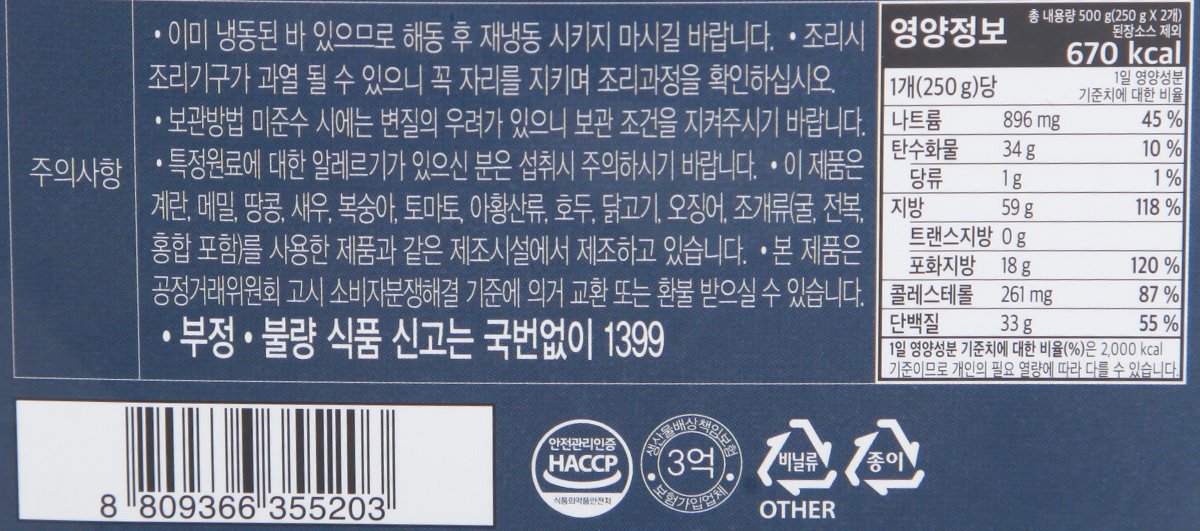 주의사항
• 이미 냉동된 바 있으므로 해동 후 재냉동 시키지 마시길 바랍니다. • 조리시
조리기구가 과열 될 수 있으니 꼭 자리를 지키며 조리과정을 확인하십시오.
• 보관방법 미준수 시에는 변질의 우려가 있으니 보관 조건을 지켜주시기 바랍니다.
• 특정원료에 대한 알레르기가 있으신 분은 섭취시 주의하시기 바랍니다. • 이 제품은
계란, 메밀, 땅콩, 새우, 복숭아, 토마토, 아황산류, 호두, 닭고기, 오징어, 조개류(굴, 전복,
홍합 포함)를 사용한 제품과 같은 제조시설에서 제조하고 있습니다. • 본 제품은
공정거래위원회 고시 소비자분쟁해결 기준에 의거 교환 또는 환불 받으실 수 있습니다.
• 부정 • 불량 식품 신고는 국번없이 1399
영양정보
총 내용량 500 g(250 g X 2개)
된장소스 제외
670 kcal
1개(250 g)당
1일 영양성분
기준치에 대한 비율
나트륨 896 mg 45 %
탄수화물 34 g 10 %
당류 1 g 1 %
지방 59 g 118 %
트랜스지방 0 g
포화지방 18 g 120 %
콜레스테롤 261 mg 87 %
단백질 33 g 55 %
1일 영양성분 기준치에 대한 비율(%)은 2,000 kcal
기준이므로 개인의 필요 열량에 따라 다를 수 있습니다.
8 809366 355203
안전관리인증
HACCP
식품의약품안전처
생산물배상책임보험
3억
보험가입업체
비닐류
OTHER
종이